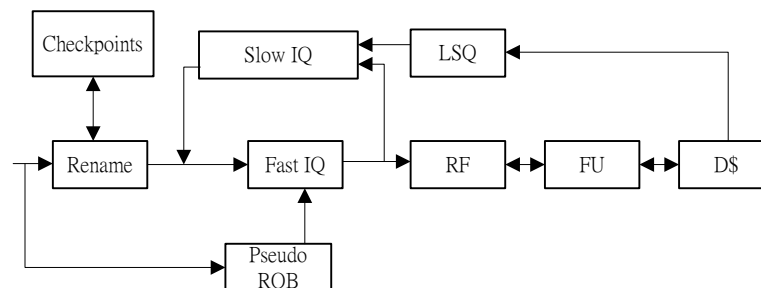 Checkpoints
Slow IQ
LSQ
Rename
Fast IQ
RF
FU
D$
Pseudo
ROB